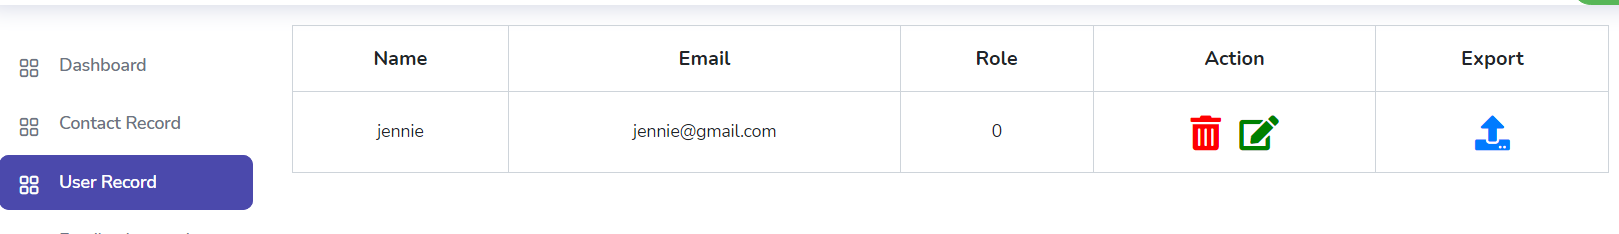 Dashboard
Contact Record
User Record
Name Email Role Action Export
jennie jennie@gmail.com 0